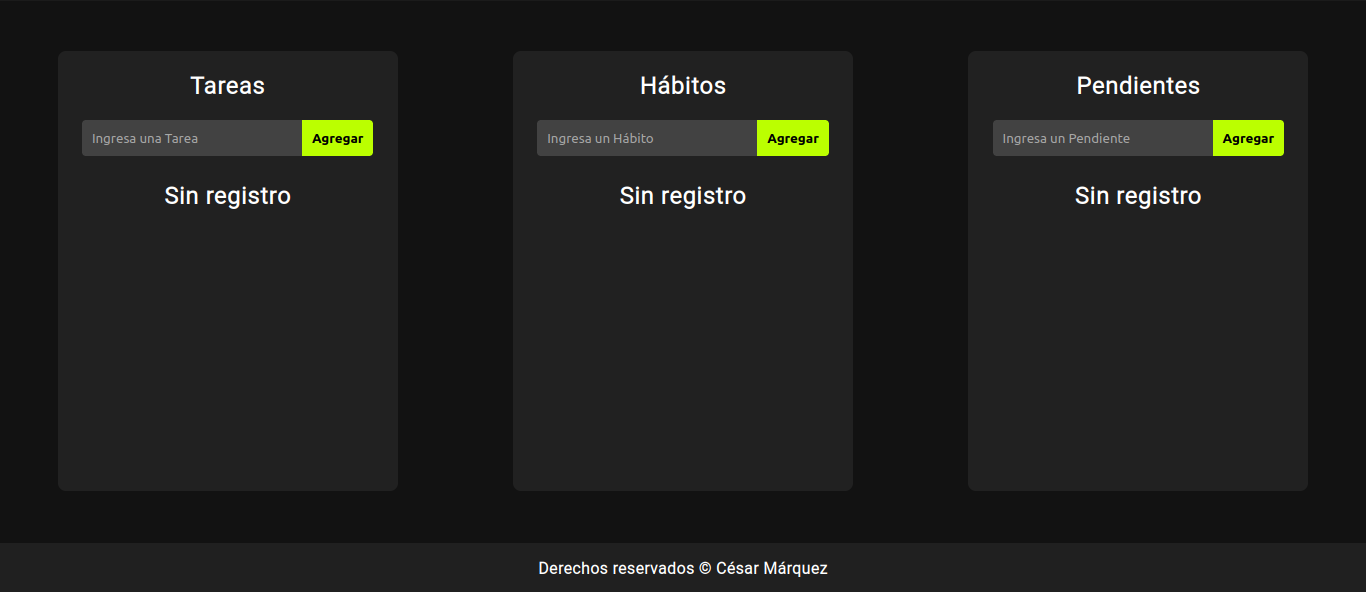 Tareas
Ingresa una Tarea
Agregar
Sin registro
Hábitos
Ingresa un Hábito
Agregar
Sin registro
Pendientes
Ingresa un Pendiente
Agregar
Sin registro
Derechos reservados © César Márquez